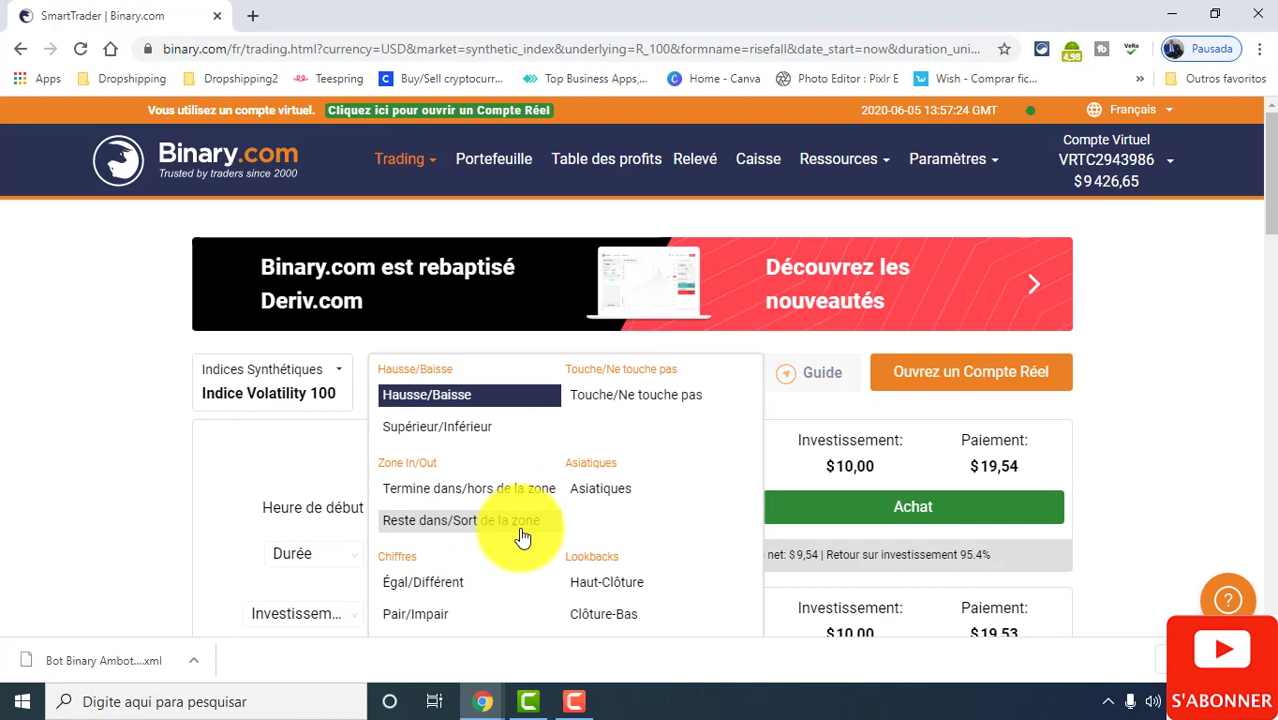 SmartTrader | Binary.com
binary.com/fr/trading.html?currency=USD&market=synthetic_index&underlying=R_100&formname=risefall&date_start=now&duration_uni...
4,98
VeRo
Pausada
Apps
Dropshipping
Dropshipping2
Teespring
Buy/Sell cptocurr...
Top Business Apps,...
Home - Canva
Photo Editor : Pixlr E
Wish - Comprar fic...
»
Outros favoritos
Vous utilisez un compte virtuel.
Cliquez ici pour ouvrir un Compte Réel
2020-06-05 13:57:24 GMT
Français
Binary.com
Trusted by traders since 2000
Trading
Portefeuille
Table des profits
Relevé
Caisse
Ressources
Paramètres
Compte Virtuel
VRTC2943986
$9 426,65
Binary.com est rebaptisé
Deriv.com
Découvrez les
nouveautés
Indices Synthétiques
Indice Volatility 100
Hausse/Baisse
Hausse/Baisse
Supérieur/Inférieur
Touche/Ne touche pas
Touche/Ne touche pas
Zone In/Out
Termine dans/hors de la zone
Reste dans/Sort de la zone
Asiatiques
Asiatiques
Chiffres
Égal/Différent
Pair/Impair
Lookbacks
Haut-Clôture
Clôture-Bas
Guide
Ouvrez un Compte Réel
Heure de début
Durée
Investissem...
Investissement:
$10,00
Paiement:
$19,54
Achat
net: $9,54 | Retour sur investissement 95.4%
Investissement:
$10,00
Paiement:
$19,53
?
Bot Binary Ambot....xml
Digite aqui para pesquisar
S'ABONNER